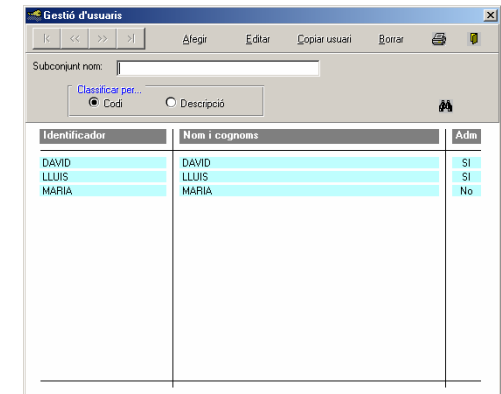 Gestió d'usuaris
K << >> >I Afegir Editar Copiar usuari Borrar
Subconjunt nom:
Classificar per...
Codi Descripció
Identificador Nom i cognoms Adm
DAVID DAVID SI
LLUIS LLUIS SI
MARIA MARIA No